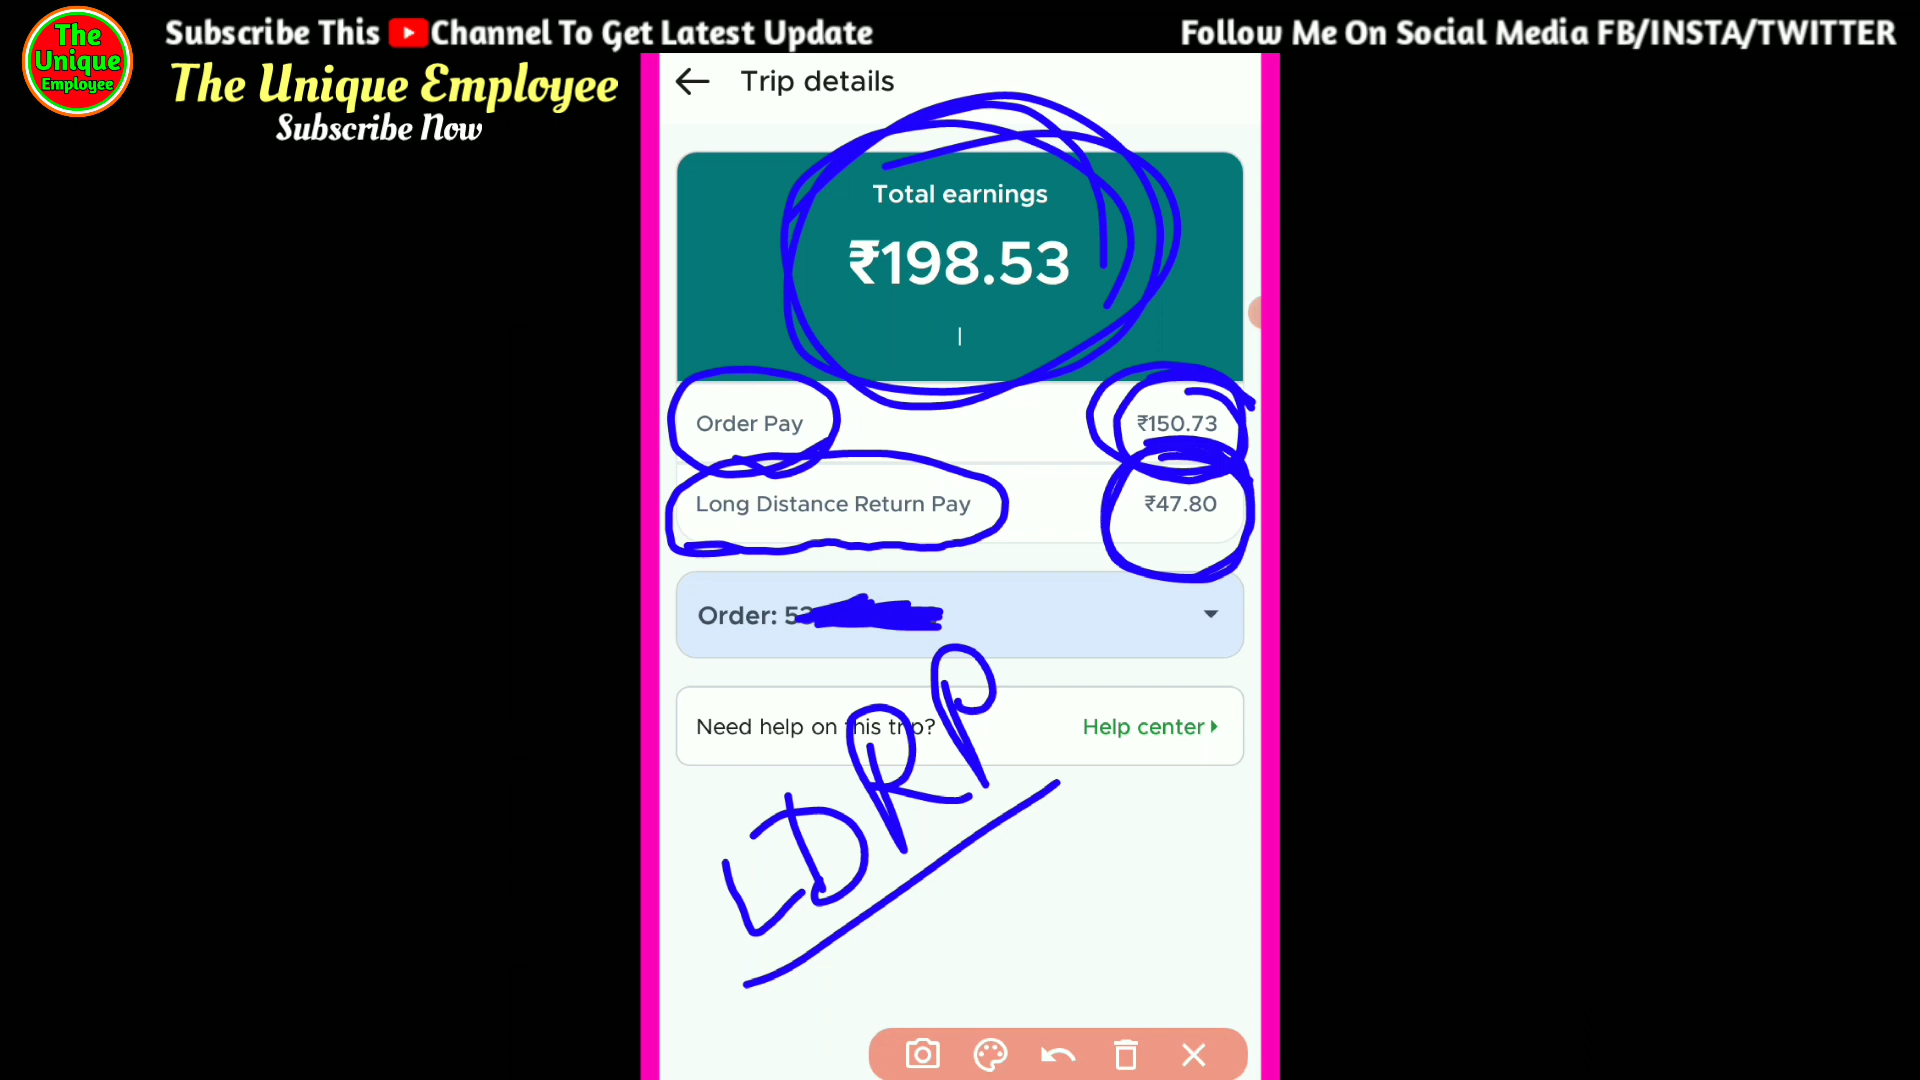 The
Unique
Employee
Subscribe This Channel To Get Latest Update
The Unique Employee
Subscribe Now
Follow Me On Social Media FB/INSTA/TWITTER
Trip details
Total earnings
₹198.53
Order Pay ₹150.73
Long Distance Return Pay ₹47.80
Order:
Need help on this trip? Help center
LDRP